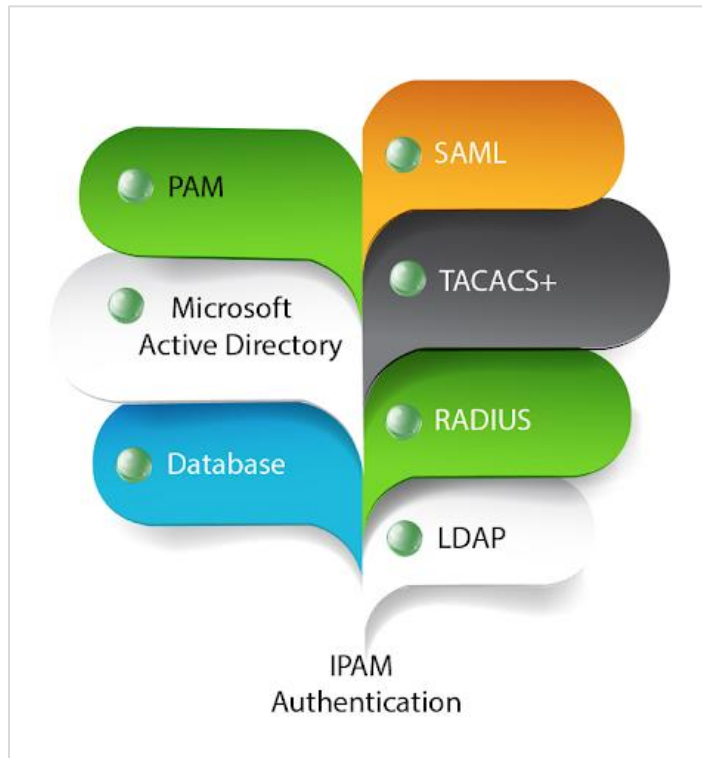 PAM
Microsoft
Active Directory
Database
SAML
TACACS+
RADIUS
LDAP
IPAM
Authentication